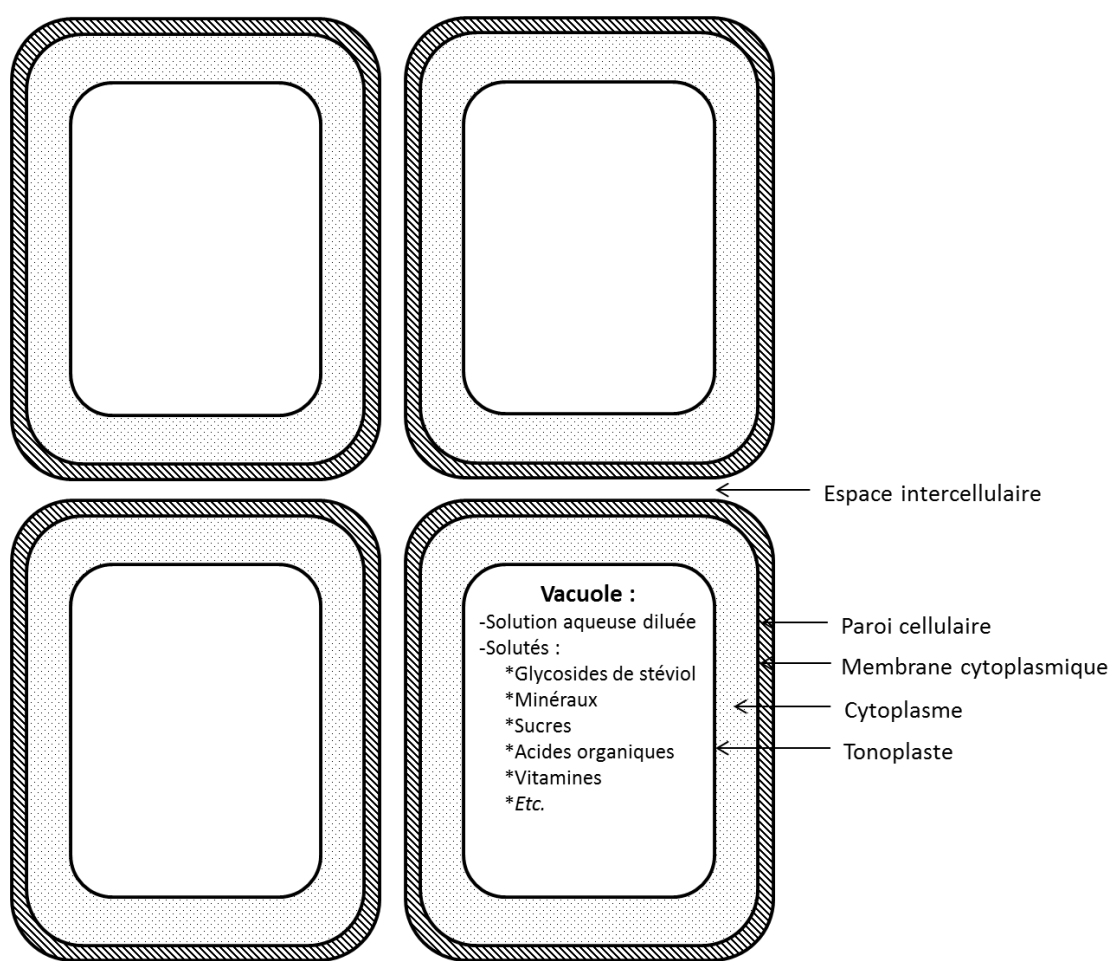 Espace intercellulaire
Vacuole :
-Solution aqueuse diluée
-Solutés :
*Glycosides de stéviol
*Minéraux
*Sucres
*Acides organiques
*Vitamines
*Etc.
Paroi cellulaire
Membrane cytoplasmique
Cytoplasme
Tonoplaste